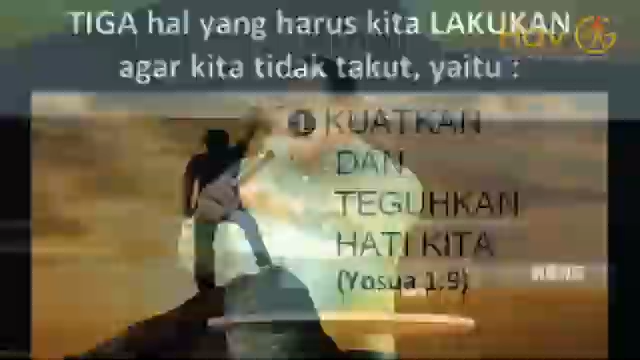 TIGA hal yang harus kita LAKUKAN
agar kita tidak takut, yaitu :
1 KUATKAN
DAN
TEGUHKAN
HATI KITA
(Yosua 1:9)